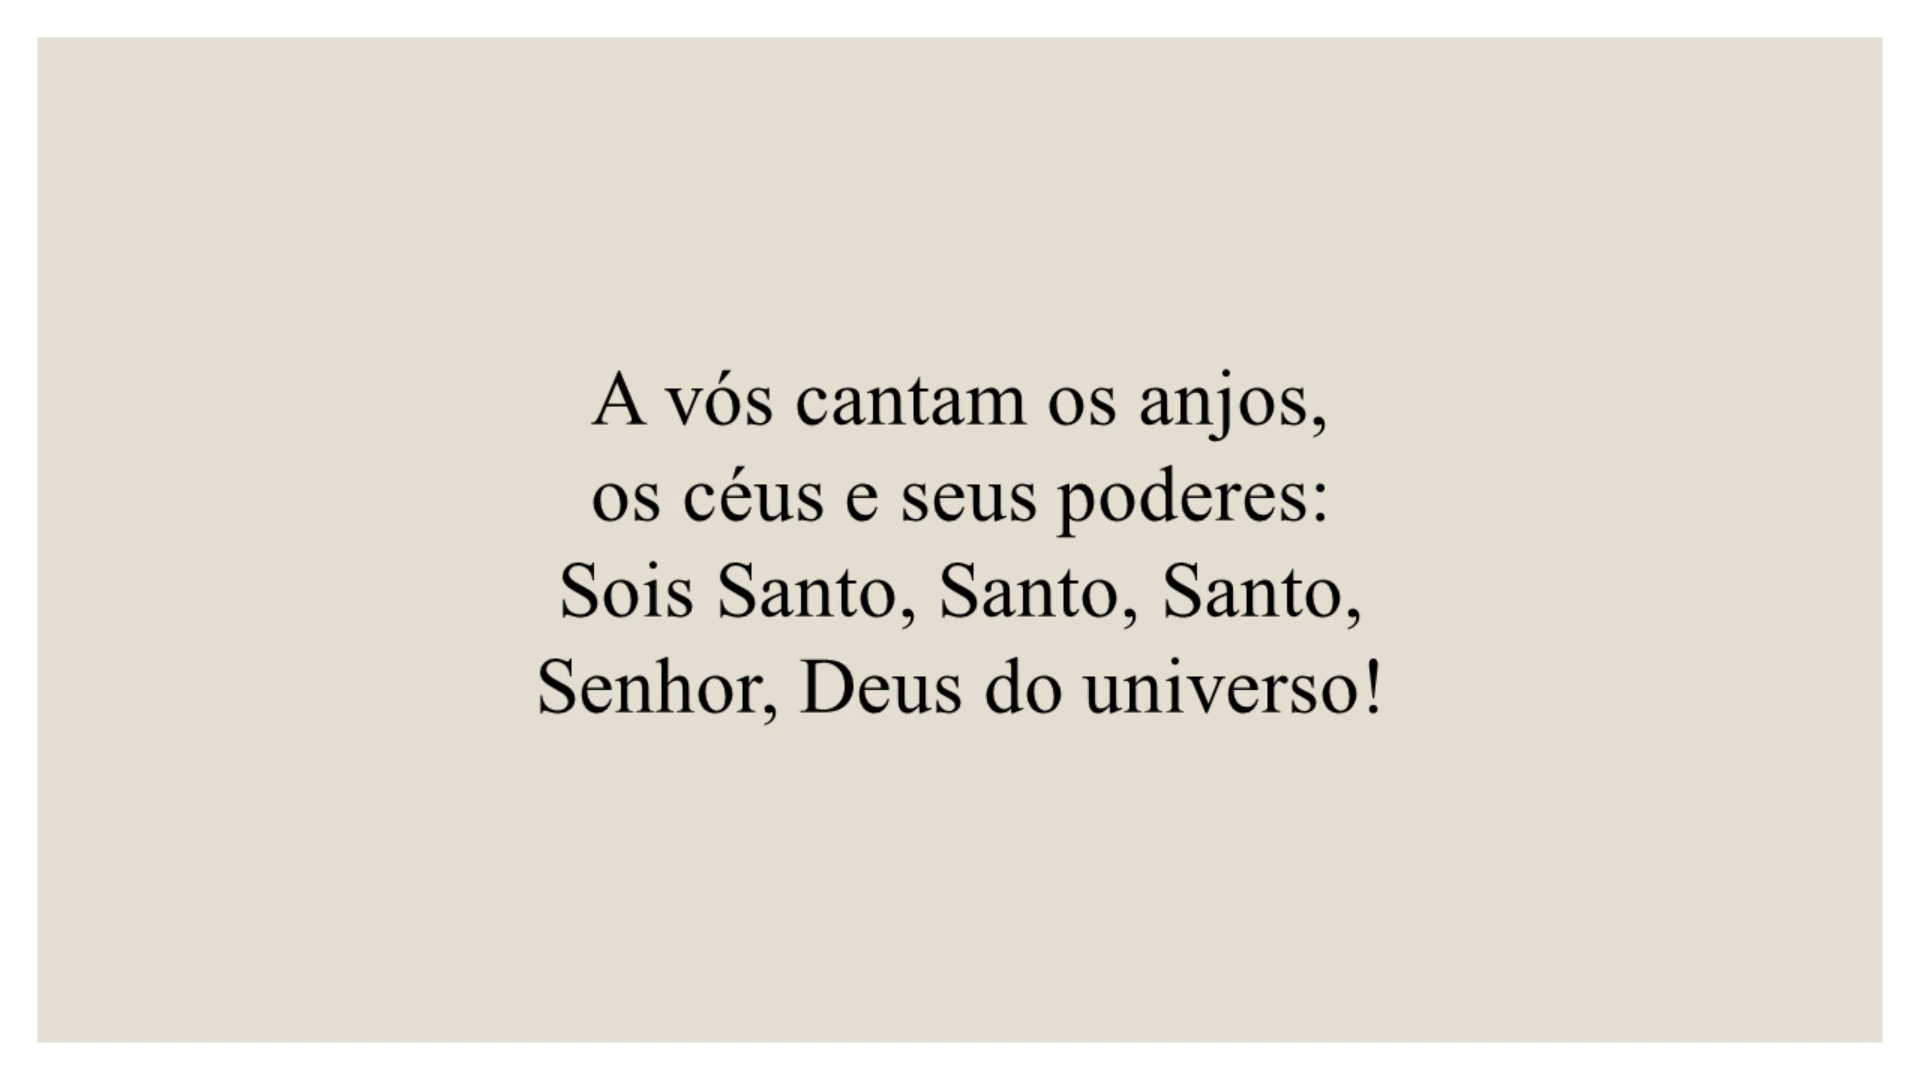 A vós cantam os anjos,
os céus e seus poderes:
Sois Santo, Santo, Santo,
Senhor, Deus do universo!